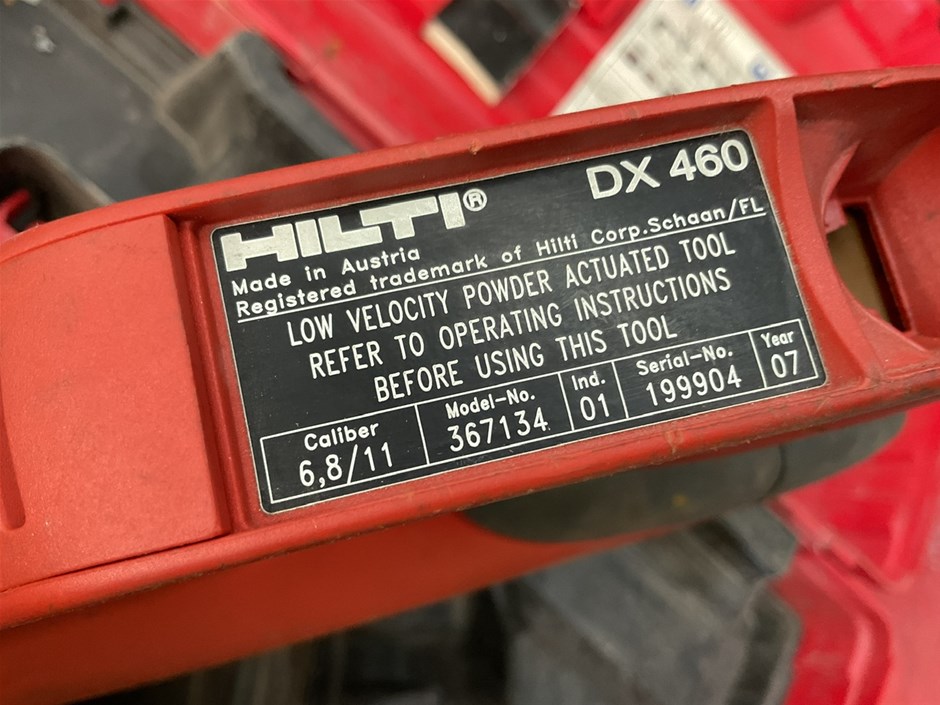 HILTI® DX 460
Made in Austria
Registered trademark of Hilti Corp.Schaan/FL
LOW VELOCITY POWDER ACTUATED TOOL
REFER TO OPERATING INSTRUCTIONS
BEFORE USING THIS TOOL
Caliber Model-No. Ind. Serial-No. Year
6,8/11 367134 01 199904 07